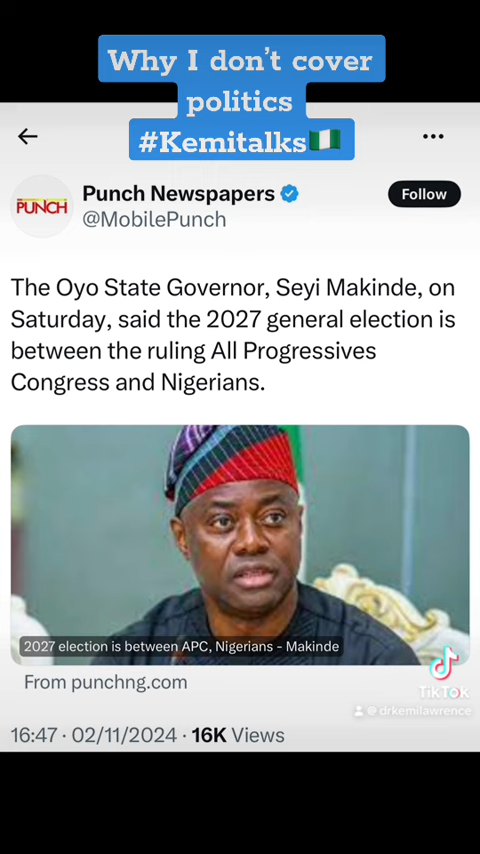 Why I don't cover
politics
#Kemitalks🇳🇬
PUNCH
Punch Newspapers
Follow
@MobilePunch
The Oyo State Governor, Seyi Makinde, on
Saturday, said the 2027 general election is
between the ruling All Progressives
Congress and Nigerians.
2027 election is between APC, Nigerians - Makinde
TikTok
From punchng.com
@drkemilawrence
16:47 · 02/11/2024 · 16K Views